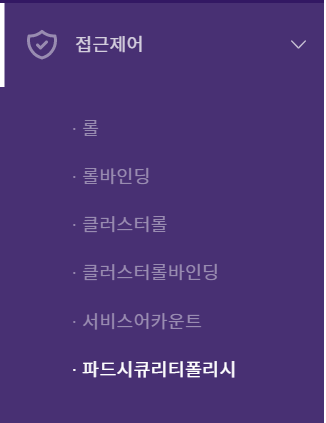 접근제어
· 롤
· 롤바인딩
· 클러스터롤
· 클러스터롤바인딩
· 서비스어카운트
· 파드시큐리티폴리시